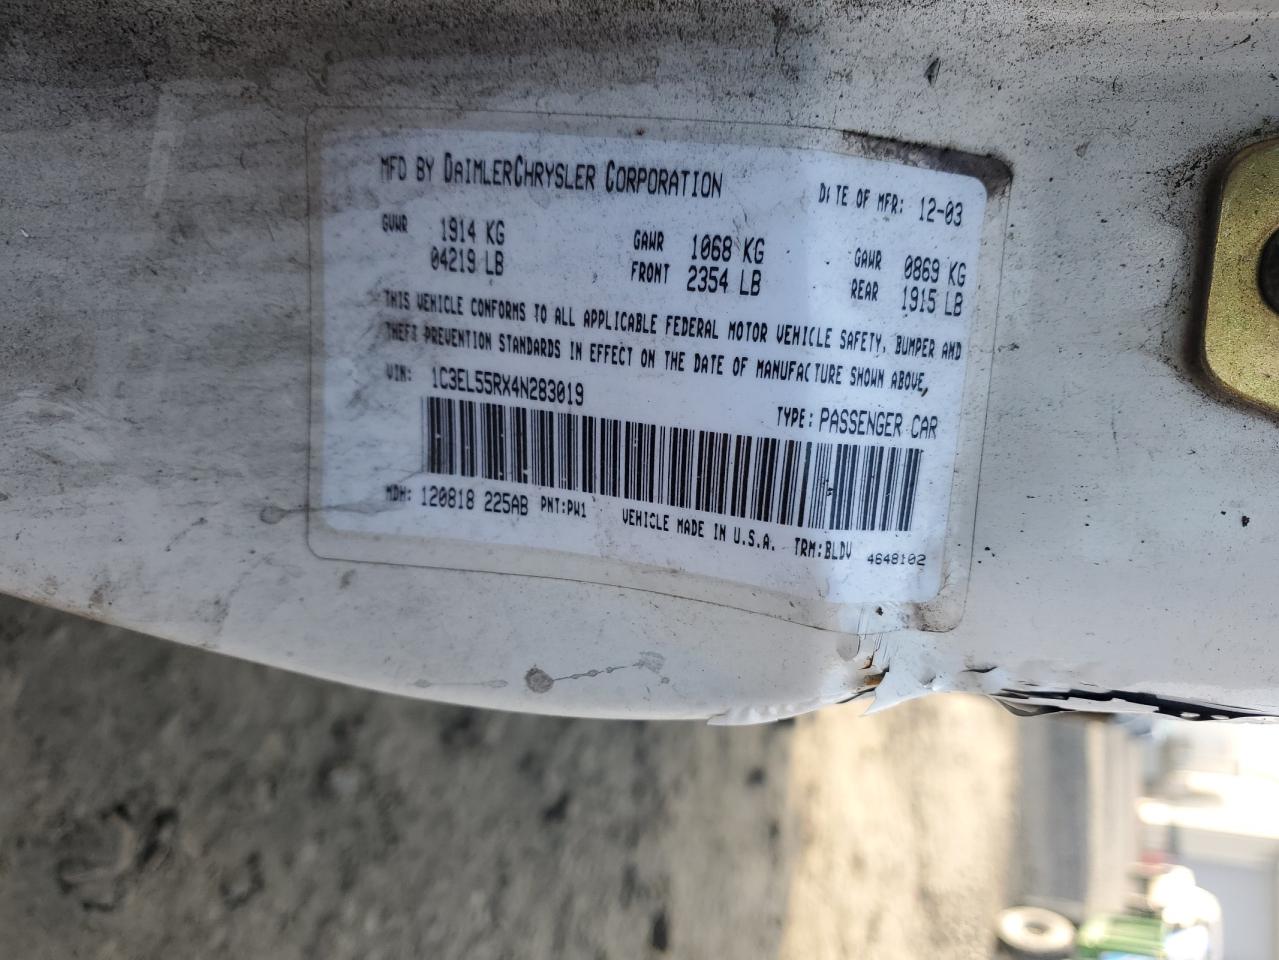 MFD BY DAIMLERCHRYSLER CORPORATION DATE OF MFR: 12-03
GVWR 1914 KG GAWR 1068 KG GAWR 0869 KG
04219 LB FRONT 2354 LB REAR 1915 LB
THIS VEHICLE CONFORMS TO ALL APPLICABLE FEDERAL MOTOR VEHICLE SAFETY, BUMPER AND
THEFT PREVENTION STANDARDS IN EFFECT ON THE DATE OF MANUFACTURE SHOWN ABOVE,
VIN: 1C3EL55RX4N283019 TYPE: PASSENGER CAR
MDH: 120818 225AB PNT:PW1 VEHICLE MADE IN U.S.A. TRM:BLDV 4648102